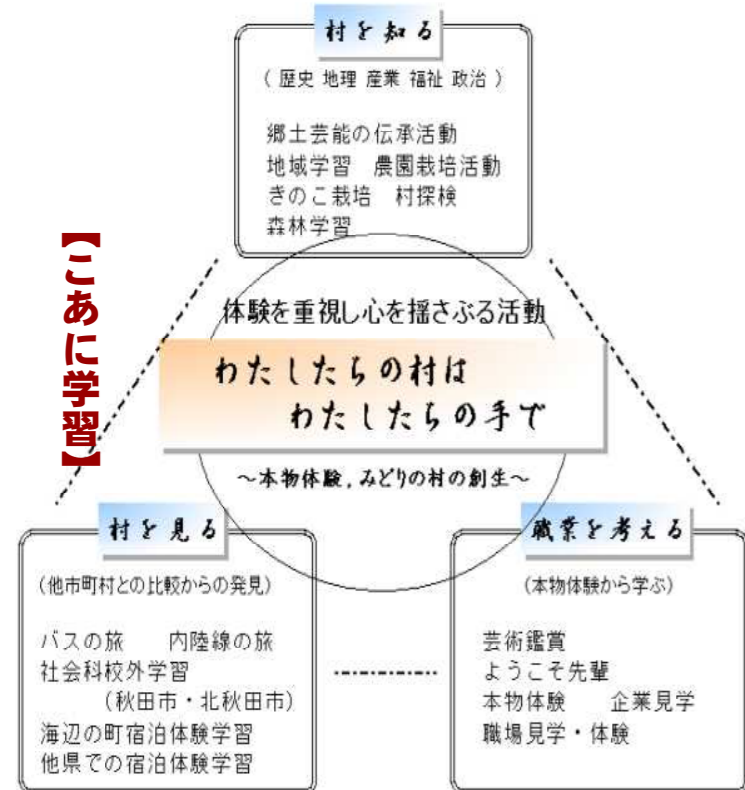 村を知る
（ 歴史 地理 産業 福祉 政治 ）
郷土芸能の伝承活動
地域学習　農園栽培活動
きのこ栽培　村探検
森林学習
【こあに学習】
体験を重視し心を揺さぶる活動
わたしたちの村は
わたしたちの手で
～本物体験，みどりの村の創生～
村を見る
（他市町村との比較からの発見）
バスの旅　　内陸線の旅
社会科校外学習
（秋田市・北秋田市）
海辺の町宿泊体験学習
他県での宿泊体験学習
職業を考える
（本物体験から学ぶ）
芸術鑑賞
ようこそ先輩
本物体験　　企業見学
職場見学・体験